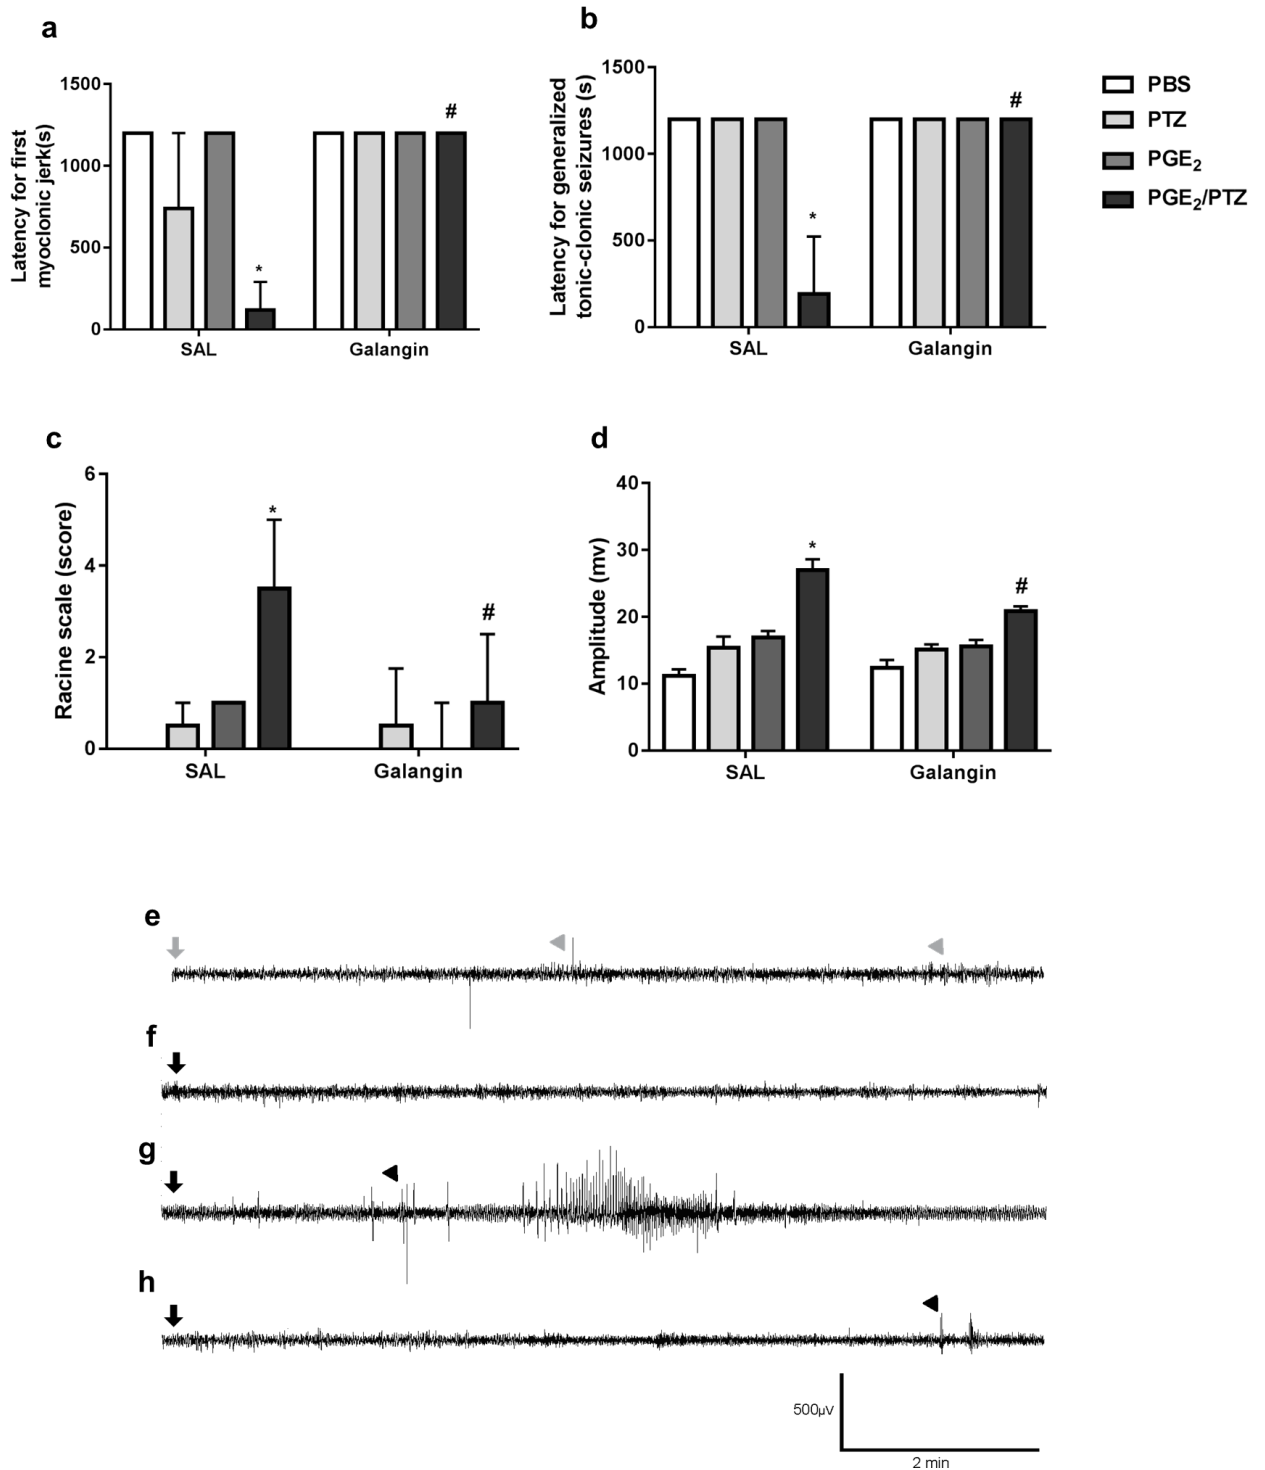 a
Latency for first
myoclonic jerk(s)
1500
1000
500
0
*
#
SAL
Galangin
b
Latency for generalized
tonic-clonic seizures (s)
1500
1000
500
0
*
#
SAL
Galangin
PBS
PTZ
PGE2
PGE2/PTZ
c
Racine scale (score)
6
4
2
0
*
#
SAL
Galangin
d
Amplitude (mv)
40
30
20
10
0
*
#
SAL
Galangin
e
f
g
h
500µV
2 min